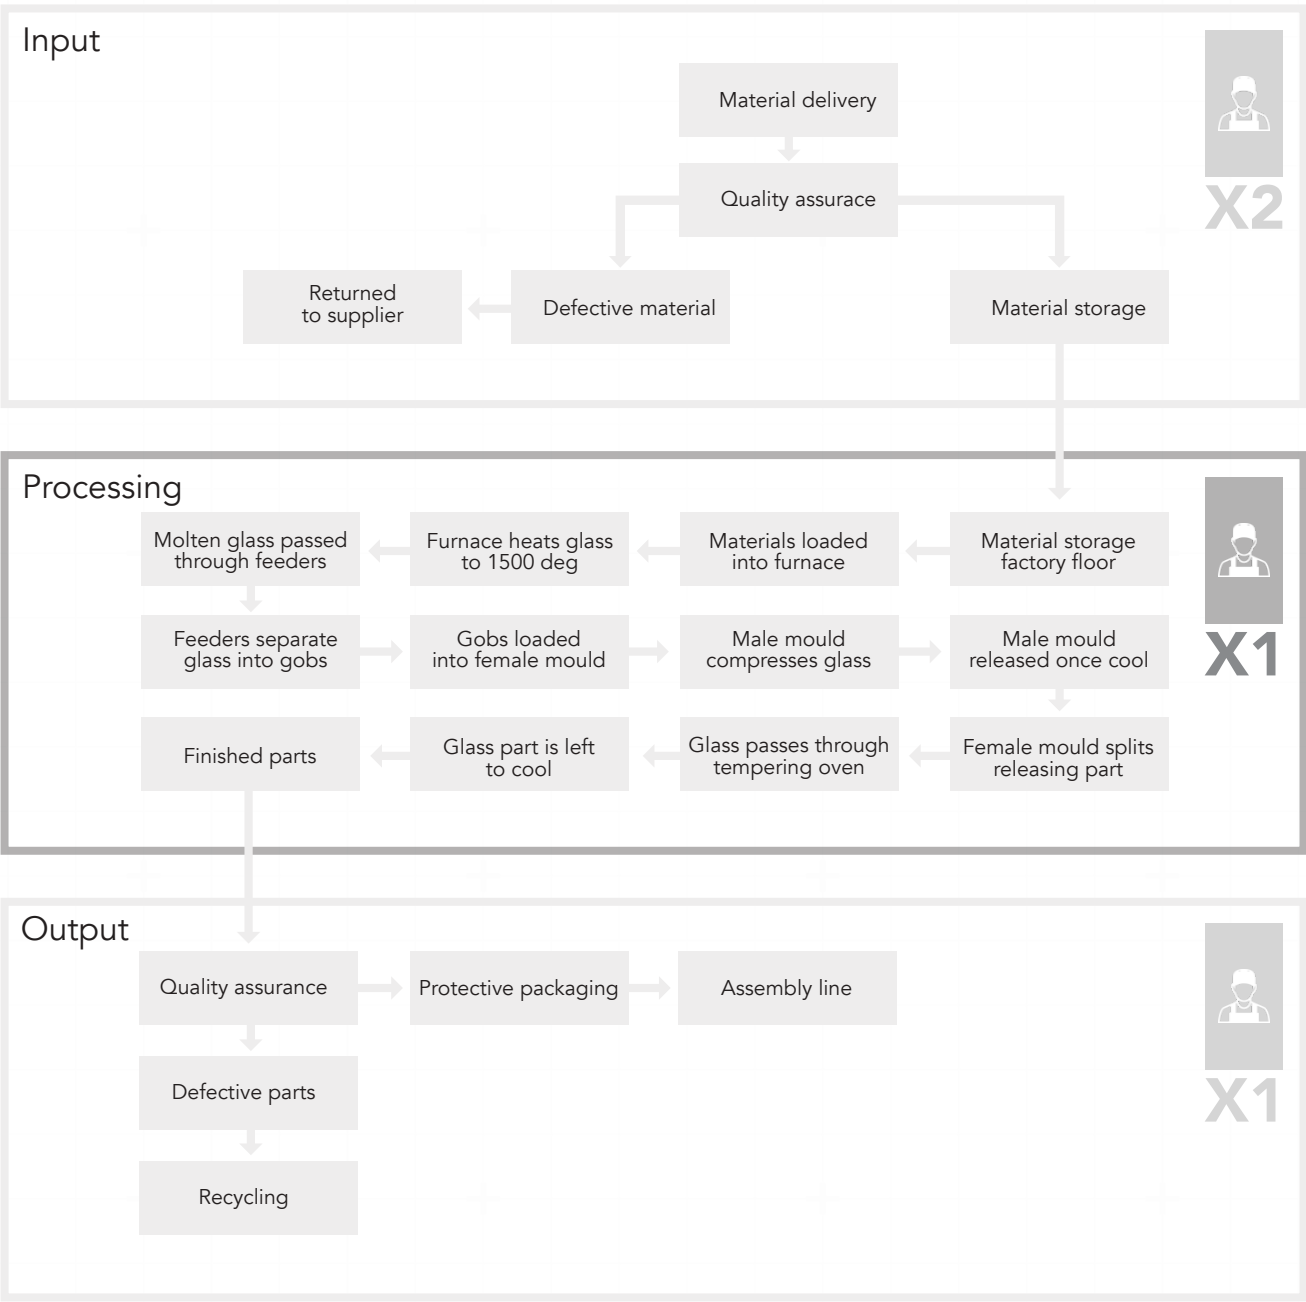 Input
Material delivery
Quality assurace
X2
Returned
to supplier
Defective material
Material storage
Processing
Molten glass passed
through feeders
Furnace heats glass
to 1500 deg
Materials loaded
into furnace
Material storage
factory floor
X1
Feeders separate
glass into gobs
Gobs loaded
into female mould
Male mould
compresses glass
Male mould
released once cool
Finished parts
Glass part is left
to cool
Glass passes through
tempering oven
Female mould splits
releasing part
Output
Quality assurance
Protective packaging
Assembly line
X1
Defective parts
Recycling